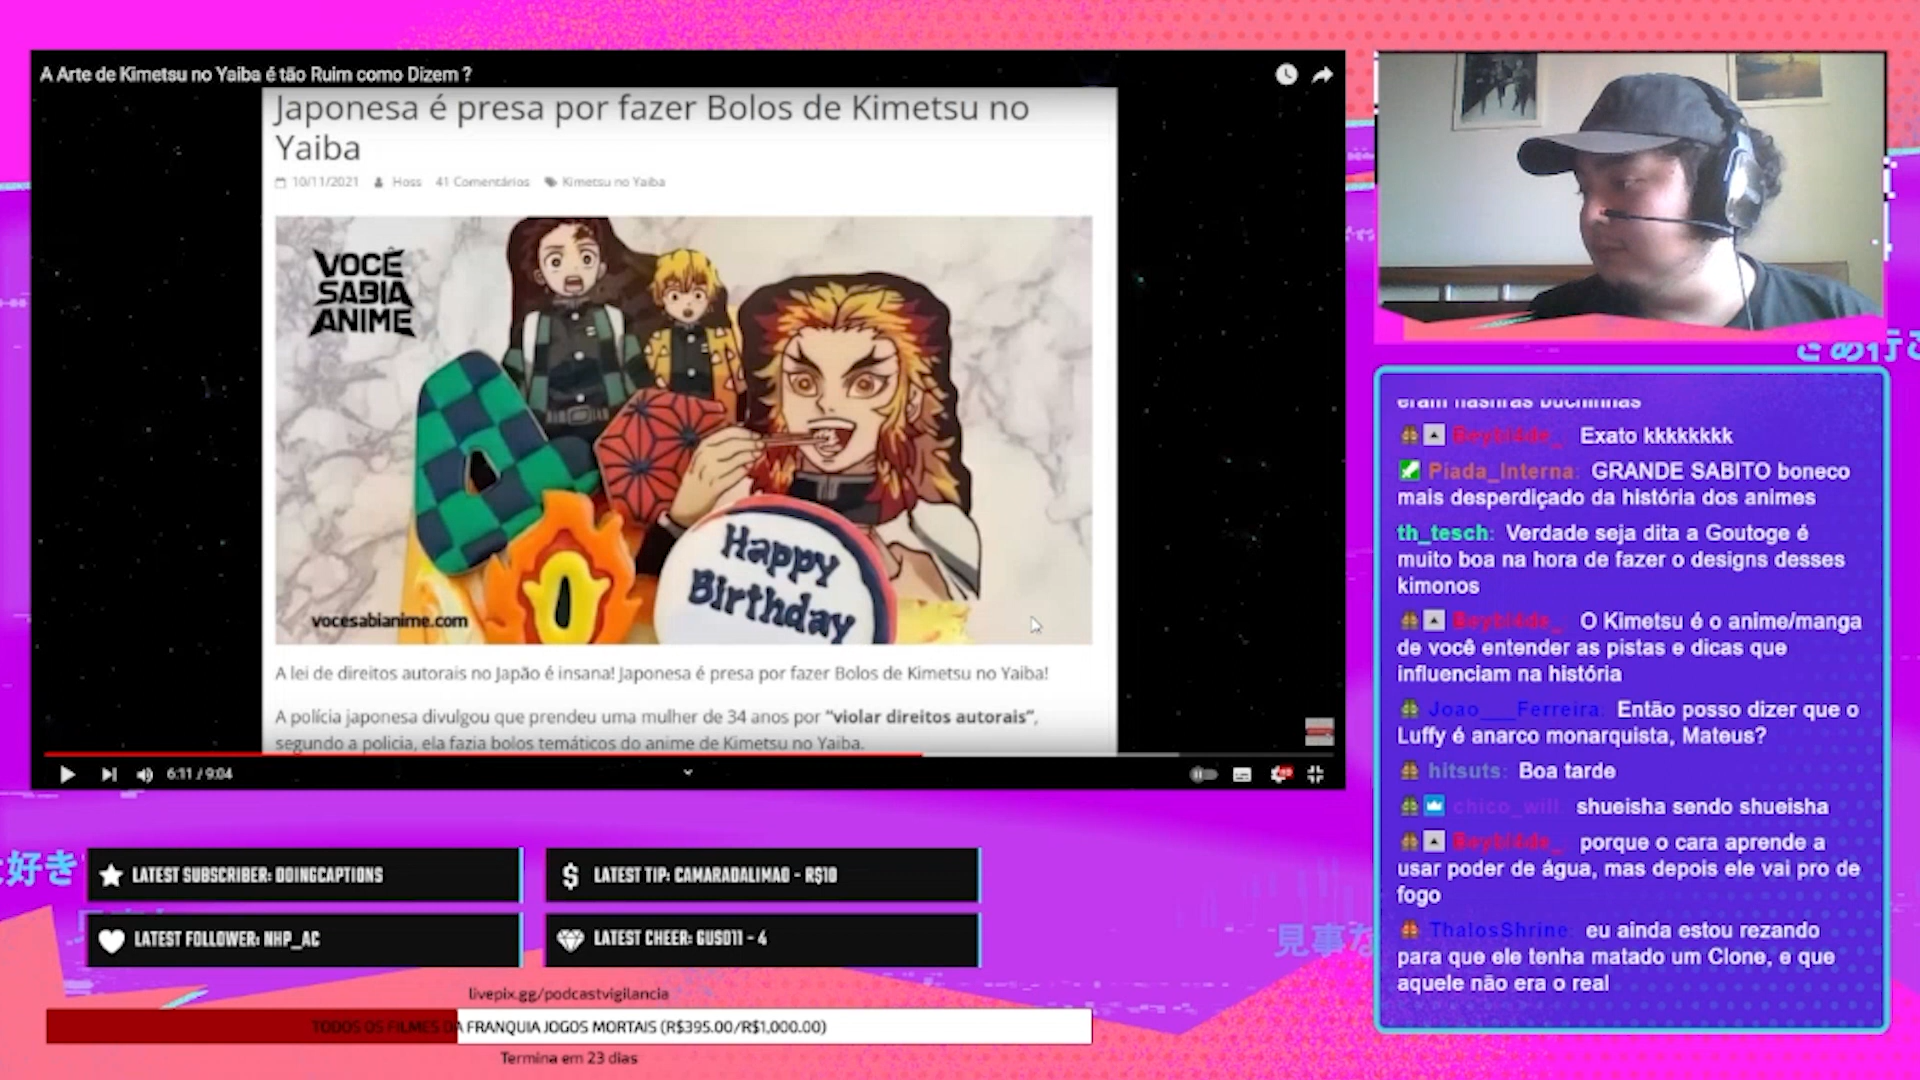 A Arte de Kimetsu no Yaiba é tão Ruim como Dizem ?
Japonesa é presa por fazer Bolos de Kimetsu no
Yaiba
10/11/2021 Hoss 41 Comentários Kimetsu no Yaiba
VOCÊ
SABIA
ANIME
Happy
Birthday
vocesabianime.com
A lei de direitos autorais no Japão é insana! Japonesa é presa por fazer Bolos de Kimetsu no Yaiba!
A polícia japonesa divulgou que prendeu uma mulher de 34 anos por “violar direitos autorais”,
segundo a policia, ela fazia bolos temáticos do anime de Kimetsu no Yaiba.
6:11 / 9:04
Exato kkkkkkkk
Piada_Interna: GRANDE SABITO boneco
mais desperdiçado da história dos animes
th_tesch: Verdade seja dita a Goutoge é
muito boa na hora de fazer o designs desses
kimonos
O Kimetsu é o anime/manga
de você entender as pistas e dicas que
influenciam na história
Joao___Ferreira: Então posso dizer que o
Luffy é anarco monarquista, Mateus?
hitsuts: Boa tarde
chico_will: shueisha sendo shueisha
porque o cara aprende a
usar poder de água, mas depois ele vai pro de
fogo
ThalosShrine: eu ainda estou rezando
para que ele tenha matado um Clone, e que
aquele não era o real
LATEST SUBSCRIBER: DOINGCAPTIONS
LATEST TIP: CAMARADALIMAO - R$10
LATEST FOLLOWER: NHP_AC
LATEST CHEER: GUS011 - 4
好き
見事な
livepix.gg/podcastvigilancia
TODOS OS FILMES DA FRANQUIA JOGOS MORTAIS (R$395.00/R$1,000.00)
Termina em 23 dias